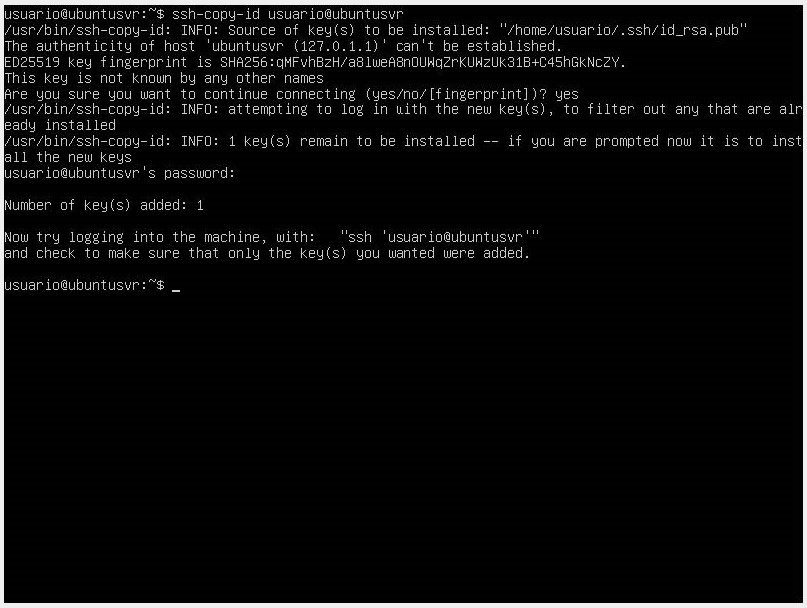 usuario@ubuntusvr:~$ ssh-copy-id usuario@ubuntusvr
/usr/bin/ssh-copy-id: INFO: Source of key(s) to be installed: "/home/usuario/.ssh/id_rsa.pub"
The authenticity of host 'ubuntusvr (127.0.1.1)' can't be established.
ED25519 key fingerprint is SHA256:qMFvhBzH/a8lweA8nOUWqZrKUWzUk31B+C45hGkNcZY.
This key is not known by any other names
Are you sure you want to continue connecting (yes/no/[fingerprint])? yes
/usr/bin/ssh-copy-id: INFO: attempting to log in with the new key(s), to filter out any that are alr
eady installed
/usr/bin/ssh-copy-id: INFO: 1 key(s) remain to be installed -- if you are prompted now it is to inst
all the new keys
usuario@ubuntusvr's password:
Number of key(s) added: 1
Now try logging into the machine, with:   "ssh 'usuario@ubuntusvr'"
and check to make sure that only the key(s) you wanted were added.
usuario@ubuntusvr:~$ _